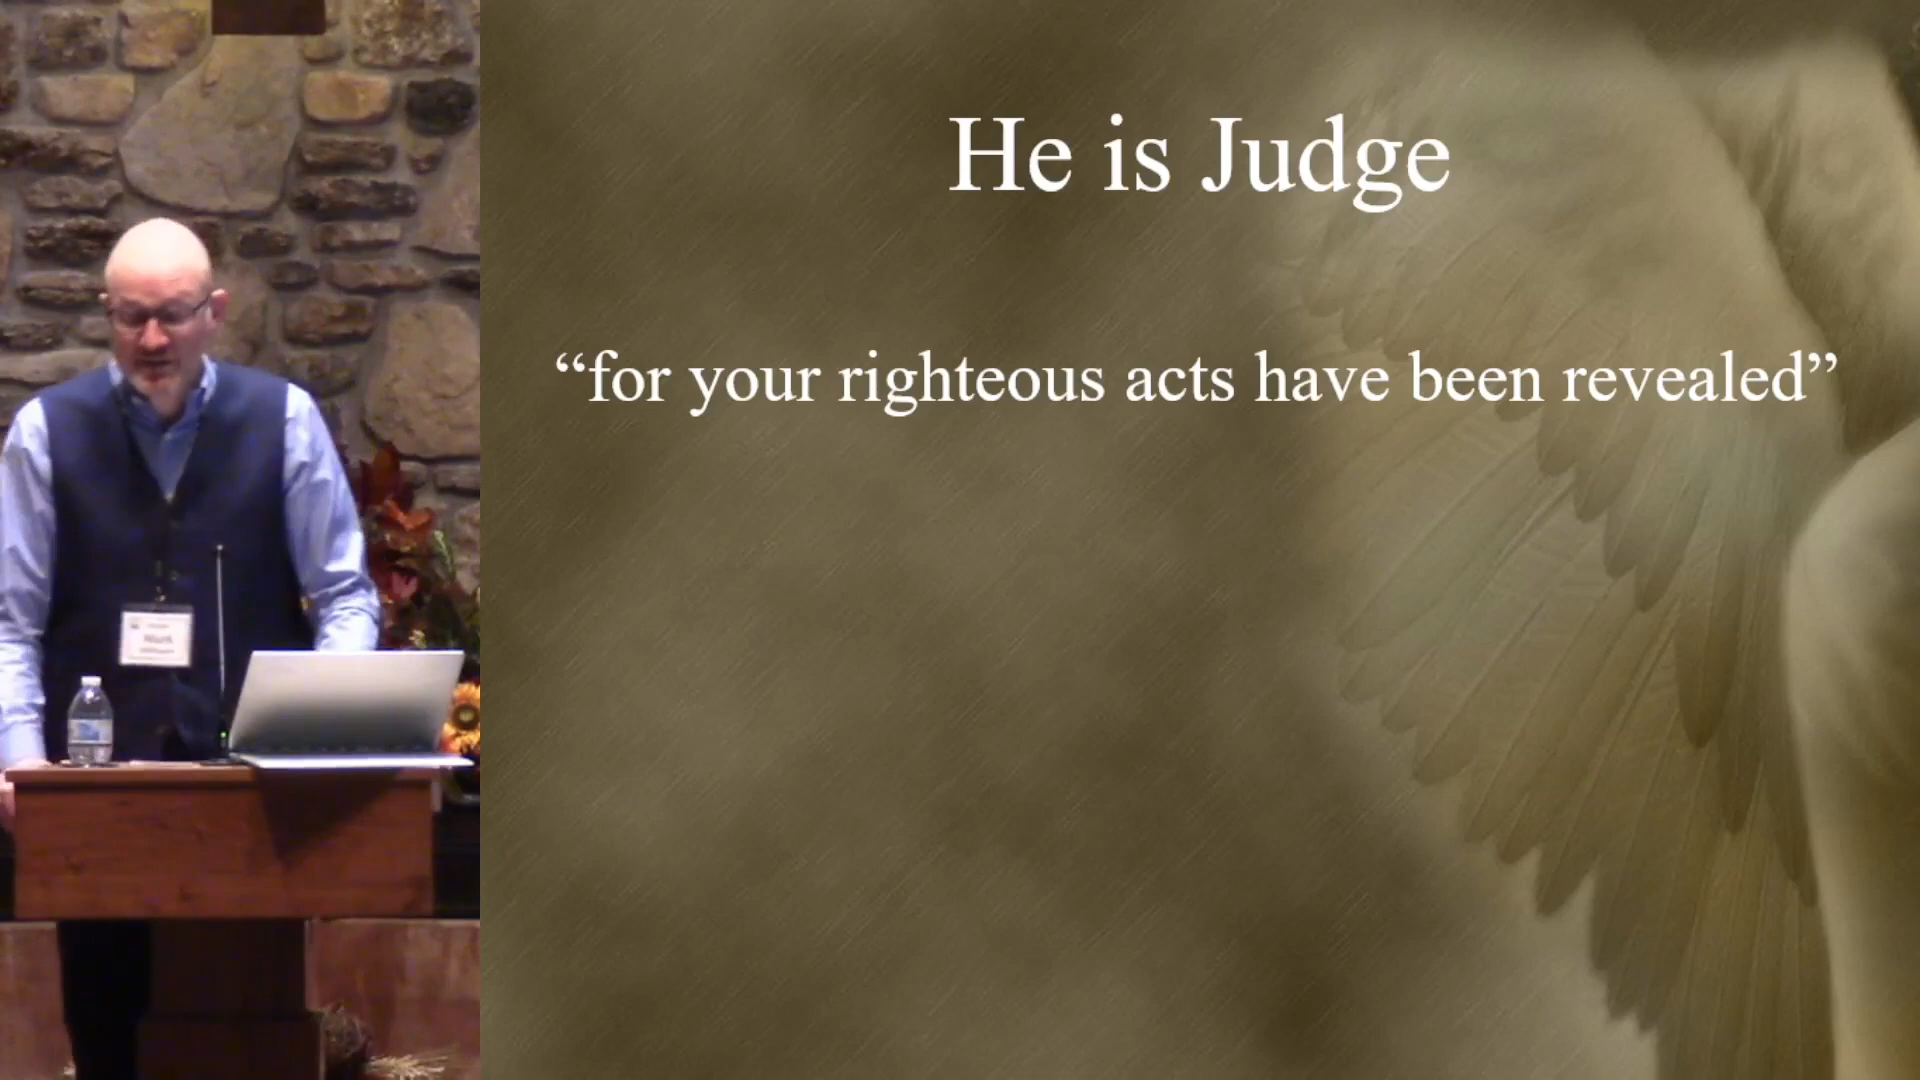 He is Judge
“for your righteous acts have been revealed”